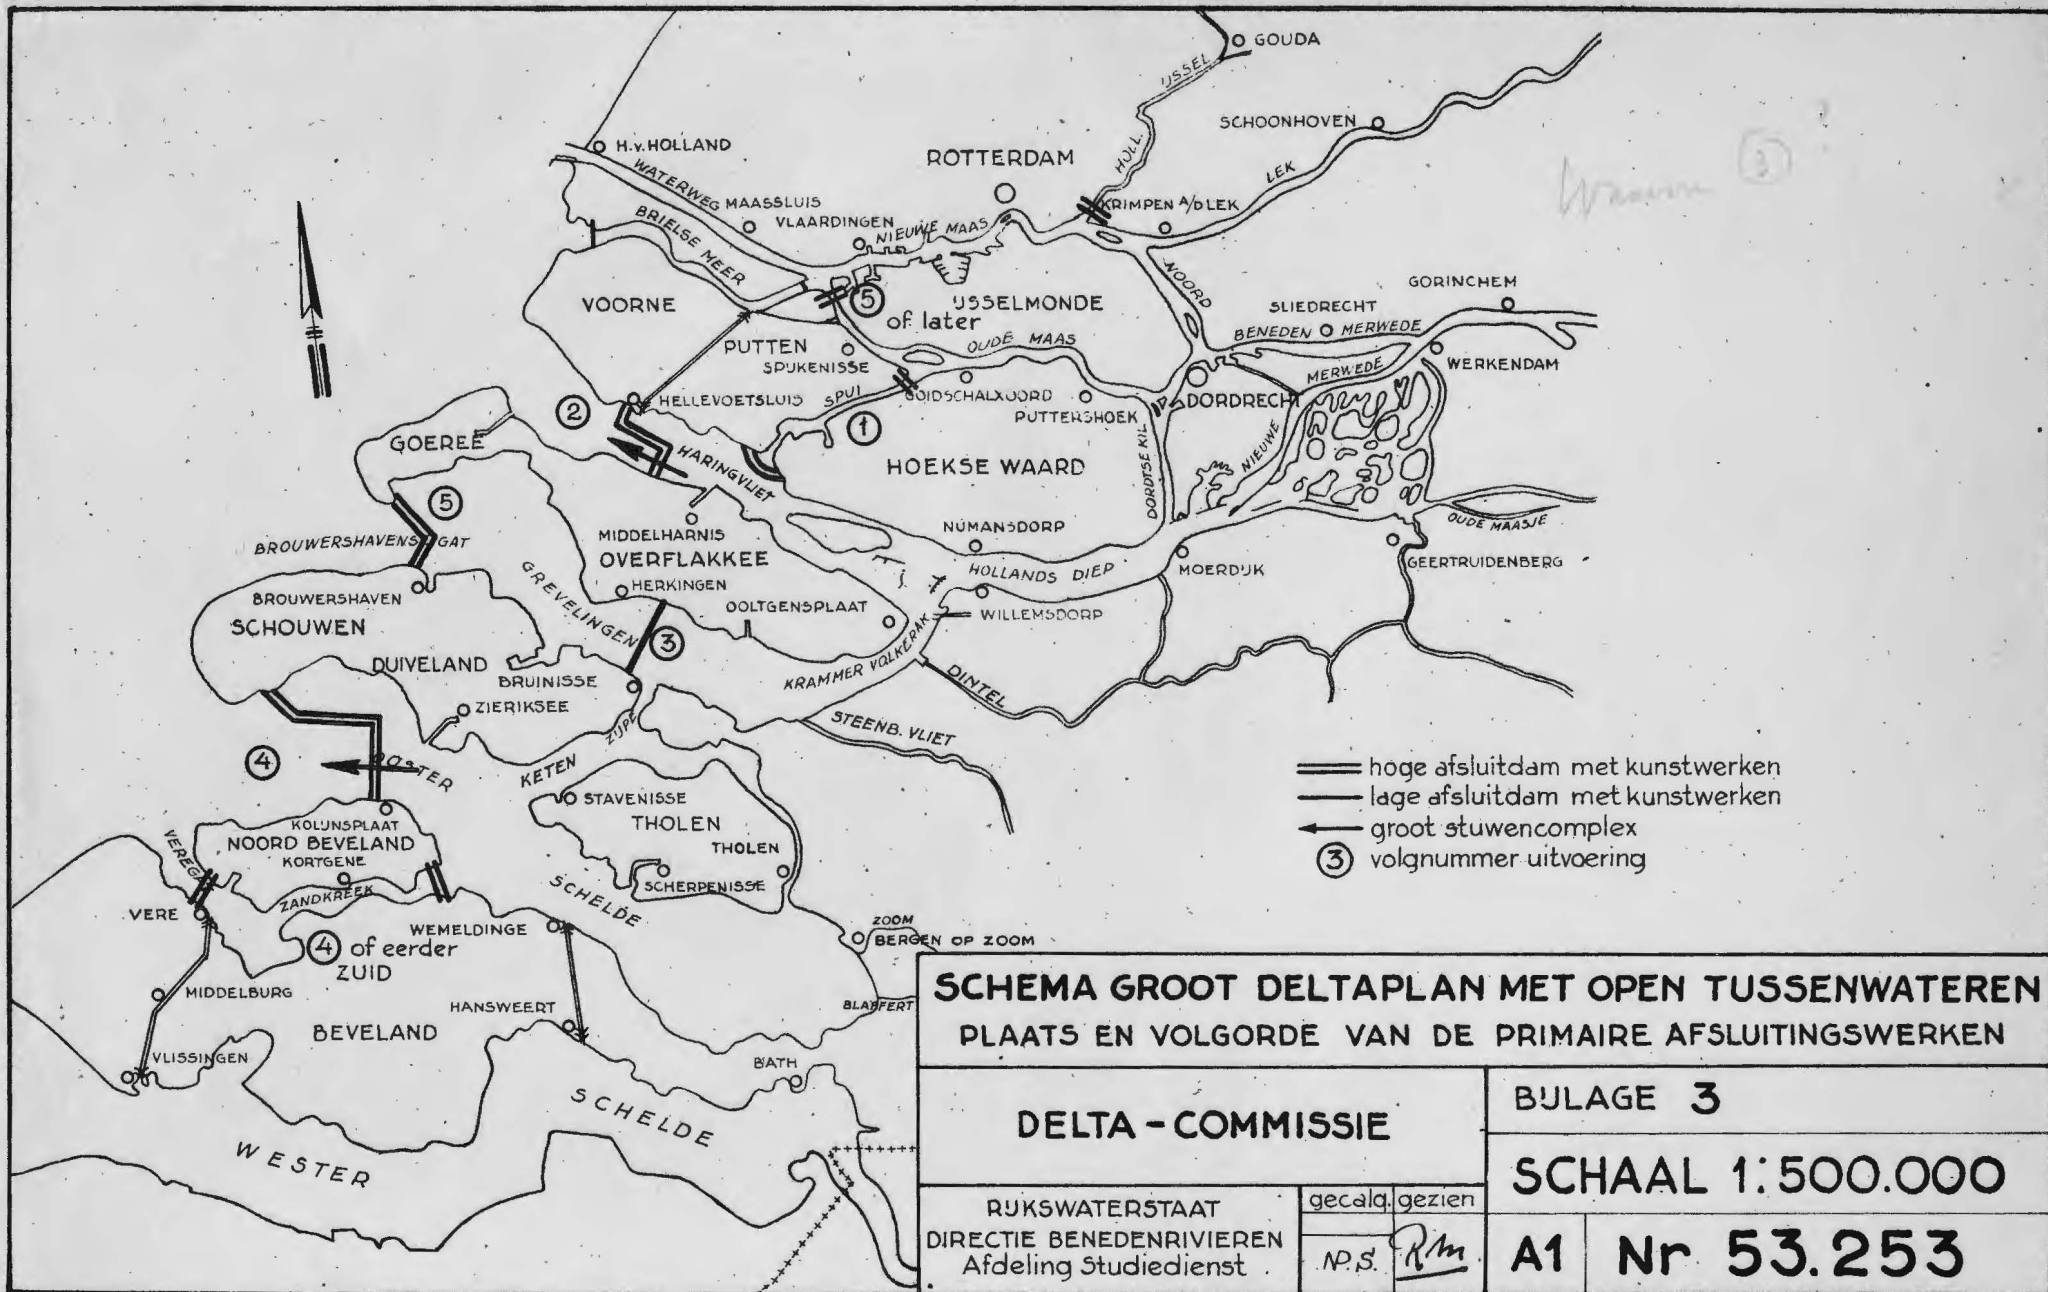 GOUDA
IJSSEL
HOLL.
SCHOONHOVEN
LEK
H.v.HOLLAND
WATERWEG
MAASSLUIS
VLAARDINGEN
NIEUWE MAAS
ROTTERDAM
KRIMPEN A/D LEK
BRIELSE MEER
NOORD
GORINCHEM
SLIEDRECHT
BENEDEN MERWEDE
WERKENDAM
VOORNE
5
of later
IJSSELMONDE
OUDE MAAS
PUTTEN
SPIJKENISSE
SPUI
GOIDSCHALXOORD
PUTTERSHOEK
DORDRECHT
NIEUWE MERWEDE
DORDTSE KIL
HELLEVOETSLUIS
2
1
GOEREE
HARINGVLIET
HOEKSE WAARD
5
BROUWERSHAVENS GAT
MIDDELHARNIS
OVERFLAKKEE
NUMANSDORP
HOLLANDS DIEP
MOERDIJK
OUDE MAASJE
GEERTRUIDENBERG
GREVELINGEN
HERKINGEN
OOLTGENSPLAAT
WILLEMSDORP
BROUWERSHAVEN
SCHOUWEN
3
DUIVELAND
BRUINISSE
ZIERIKSEE
ZIJPE
KRAMMER VOLKERAK
DINTEL
STEENB. VLIET
4
OOSTER
KETEN
STAVENISSE
THOLEN
THOLEN
SCHERPENISSE
KOLIJNSPLAAT
NOORD BEVELAND
KORTGENE
ZANDKREEK
VERE
WEMELDINGE
SCHELDE
ZOOM
BERGEN OP ZOOM
4 of eerder
ZUID
MIDDELBURG
HANSWEERT
BEVELAND
VLISSINGEN
BATH
WESTER
SCHELDE
hoge afsluitdam met kunstwerken
lage afsluitdam met kunstwerken
groot stuwencomplex
3 volgnummer uitvoering
SCHEMA GROOT DELTAPLAN MET OPEN TUSSENWATEREN
PLAATS EN VOLGORDE VAN DE PRIMAIRE AFSLUITINGSWERKEN
DELTA-COMMISSIE
BIJLAGE 3
SCHAAL 1:500.000
RIJKSWATERSTAAT
DIRECTIE BENEDENRIVIEREN
Afdeling Studiedienst
gecalq. gezien
N.P.S.
A1 Nr 53.253